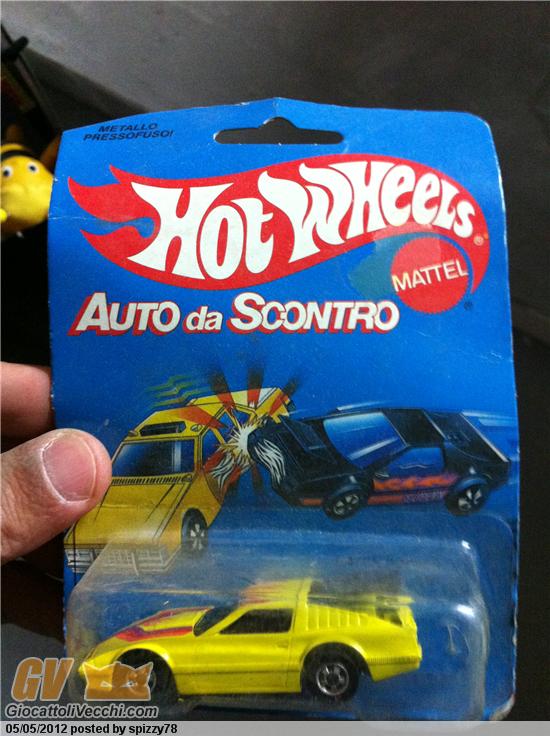 METALLO
PRESSOFUSO!
HOT WHEELS®
MATTEL®
AUTO da SCONTRO
GV
GiocattoliVecchi.com
05/05/2012 posted by spizzy78